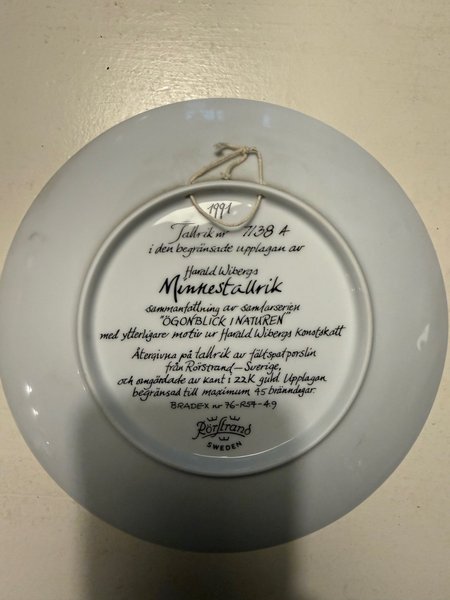 1991
Tallrik nr 7138 A
i den begränsade upplagan av
Harald Wibergs
Minnestallrik
sammanfattning av samlarserien
"ÖGONBLICK I NATUREN"
med ytterligare motiv ur Harald Wibergs Konstskatt
Återgivna på tallrik av fältspatporslin
från Rörstrand – Sverige,
och omgärdade av kant i 22K guld. Upplagan
begränsad till maximum 45 bränndagar.
BRADEX nr 76-R54-4.9
Rörstrand
SWEDEN